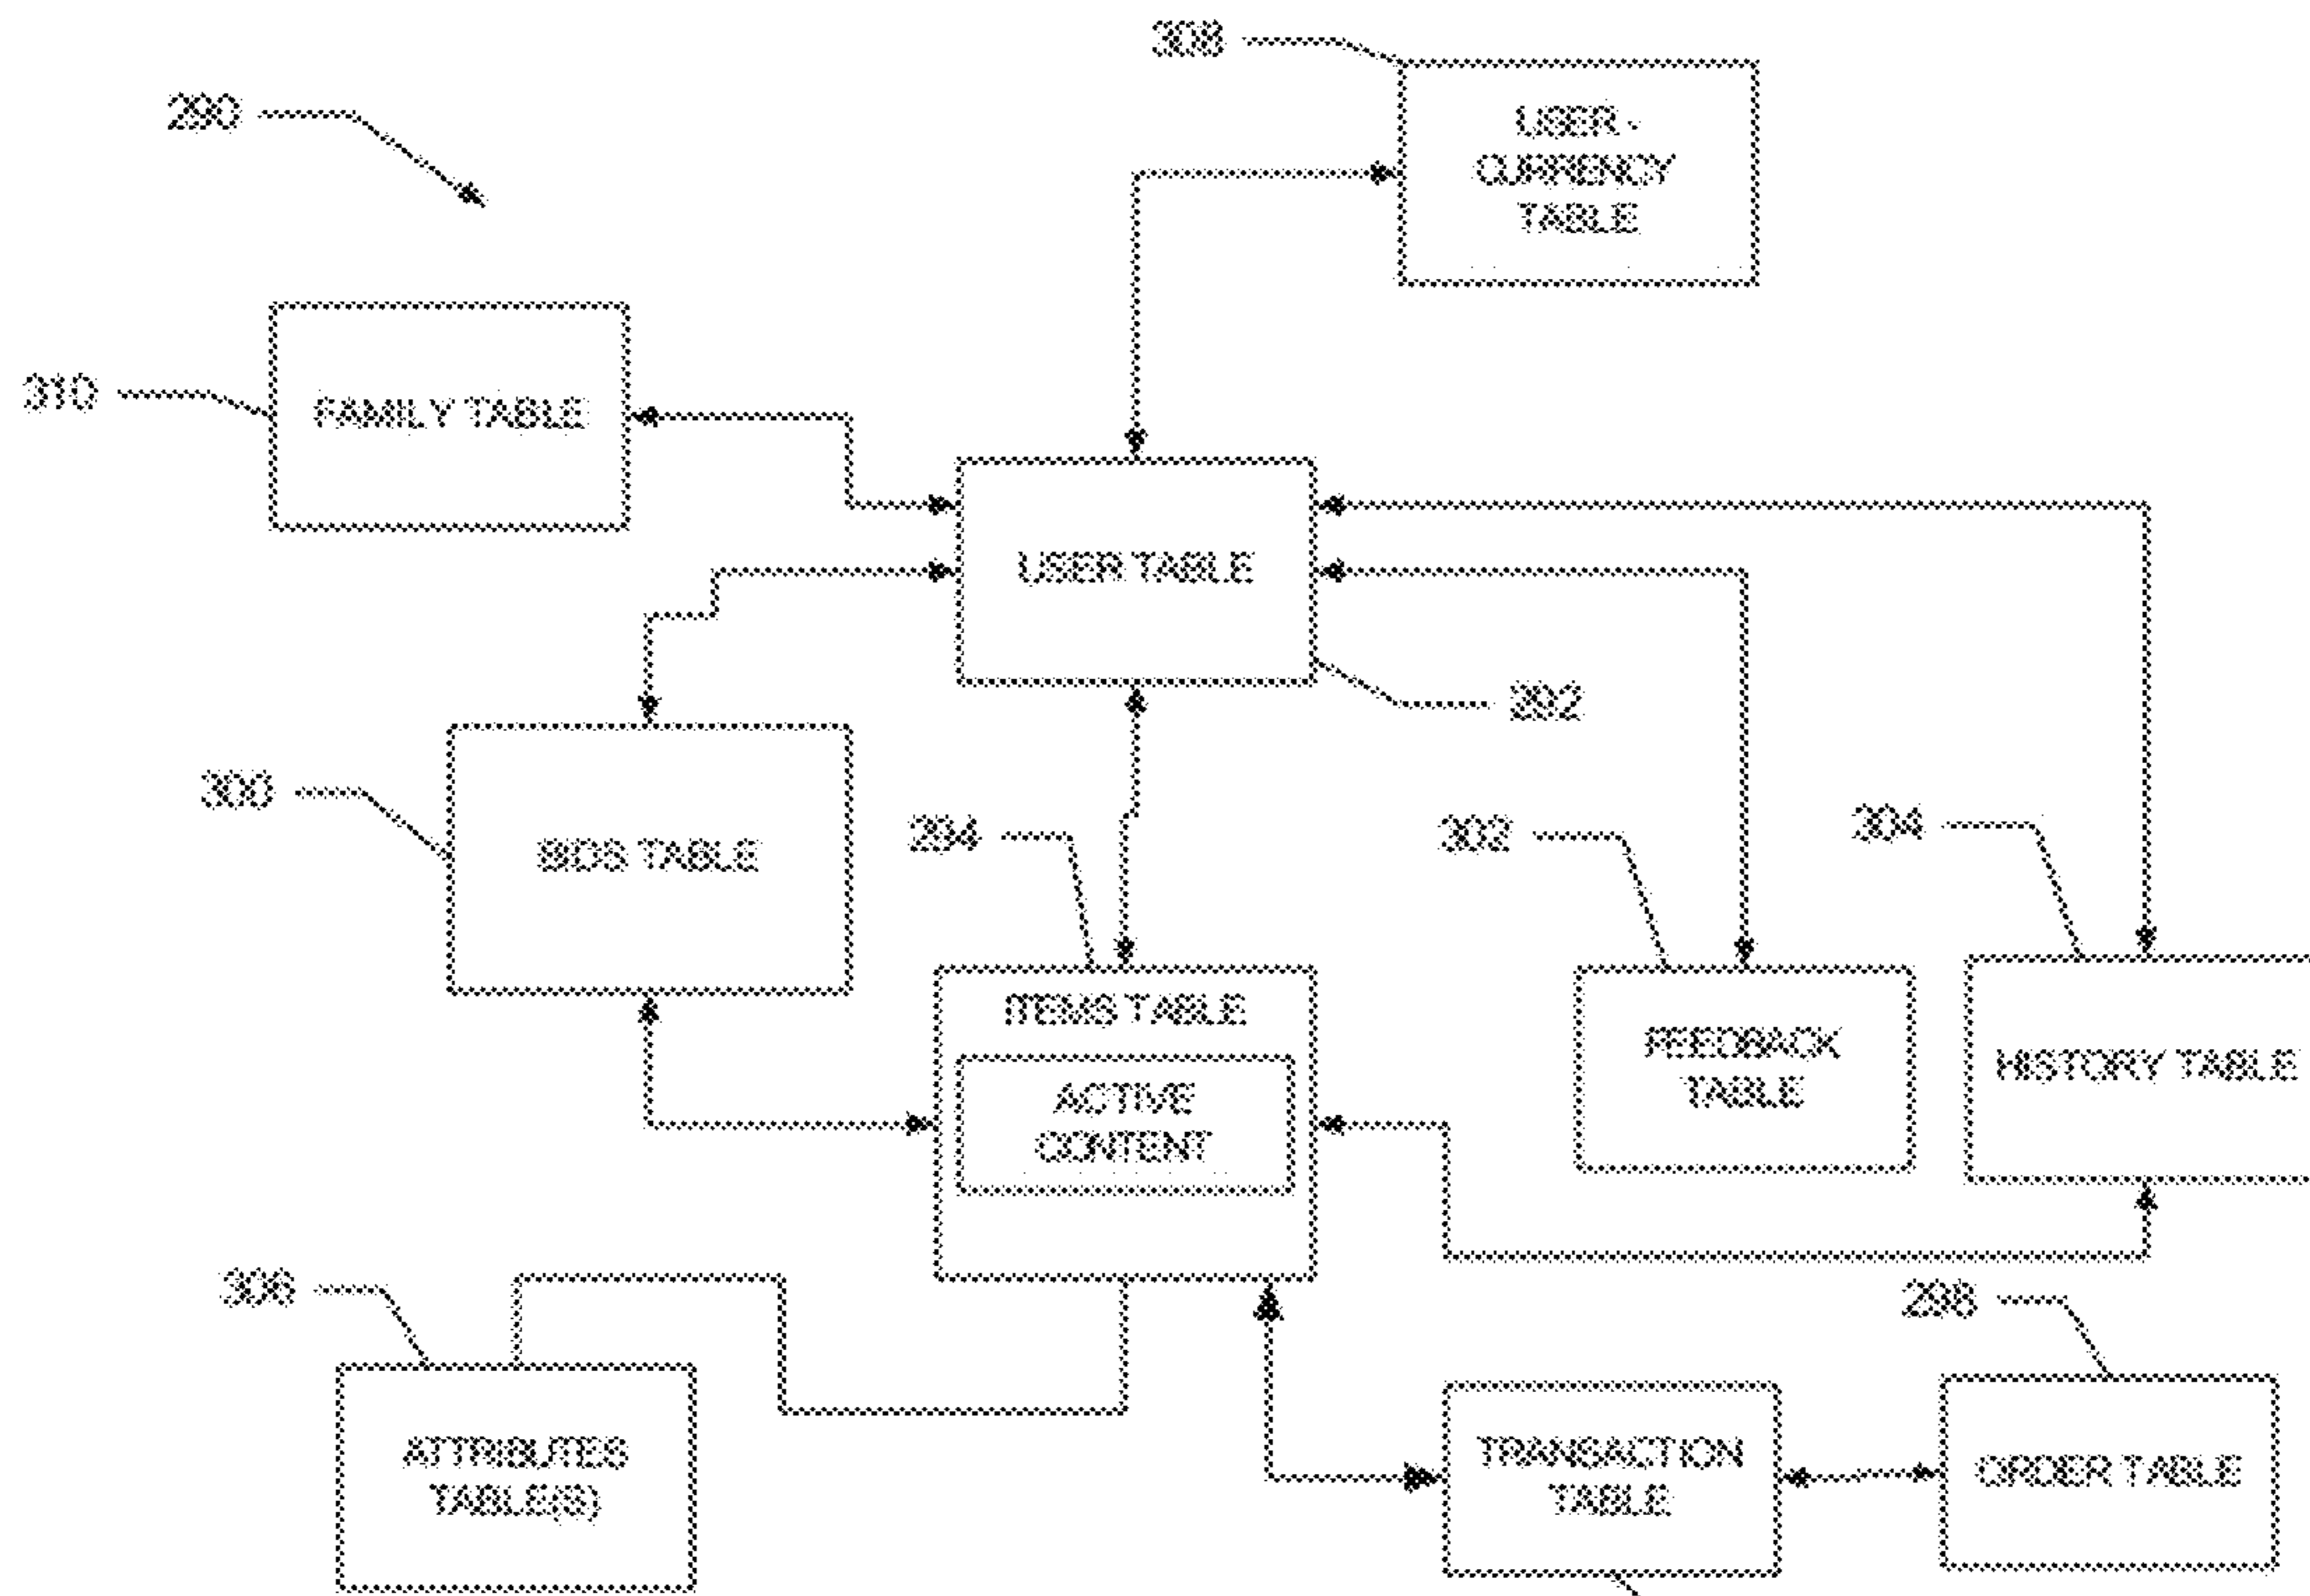 308
290
USER -
CURRENCY
TABLE
310
FAMILY TABLE
USER TABLE
292
300
BIDS TABLE
294
302
304
ITEMS TABLE
ACTIVE
CONTENT
FEEDBACK
TABLE
HISTORY TABLE
306
298
ATTRIBUTES
TABLE(S)
TRANSACTION
TABLE
ORDER TABLE